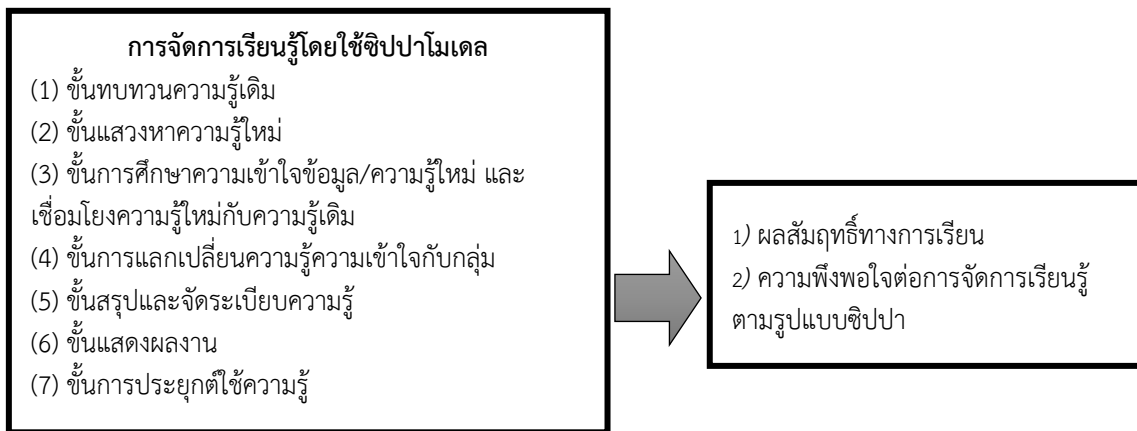 การจัดการเรียนรู้โดยใช้ซิปปาโมเดล
(1) ขั้นทบทวนความรู้เดิม
(2) ขั้นแสวงหาความรู้ใหม่
(3) ขั้นการศึกษาความเข้าใจข้อมูล/ความรู้ใหม่ และ
เชื่อมโยงความรู้ใหม่กับความรู้เดิม
(4) ขั้นการแลกเปลี่ยนความรู้ความเข้าใจกับกลุ่ม
(5) ขั้นสรุปและจัดระเบียบความรู้
(6) ขั้นแสดงผลงาน
(7) ขั้นการประยุกต์ใช้ความรู้
1) ผลสัมฤทธิ์ทางการเรียน
2) ความพึงพอใจต่อการจัดการเรียนรู้
ตามรูปแบบซิปปา